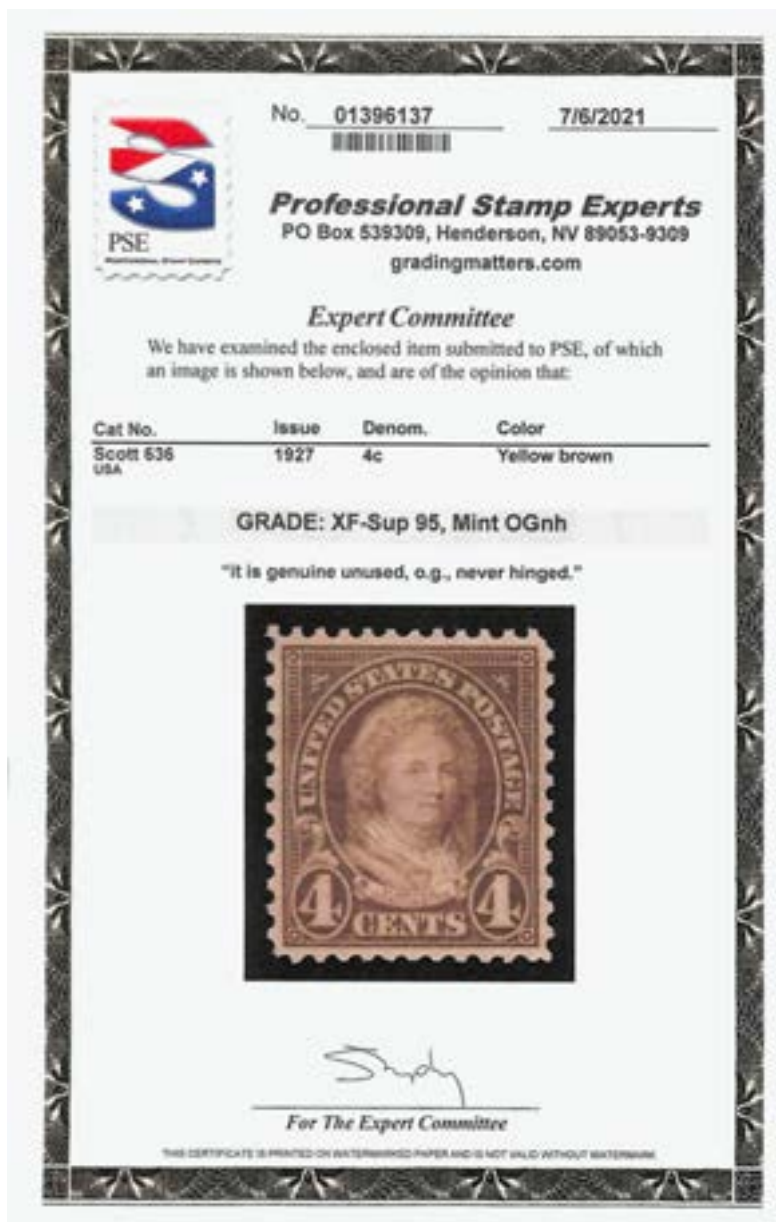 No. 01396137 7/6/2021
PSE
Professional Stamp Experts
PO Box 539309, Henderson, NV 89053-9309
gradingmatters.com
Expert Committee
We have examined the enclosed item submitted to PSE, of which
an image is shown below, and are of the opinion that:
Cat No. Issue Denom. Color
Scott 636 1927 4c Yellow brown
USA
GRADE: XF-Sup 95, Mint OGnh
"it is genuine unused, o.g., never hinged."
UNITED STATES POSTAGE
4 CENTS 4
For The Expert Committee
THIS CERTIFICATE IS PRINTED ON WATERMARKED PAPER AND IS NOT VALID WITHOUT WATERMARK